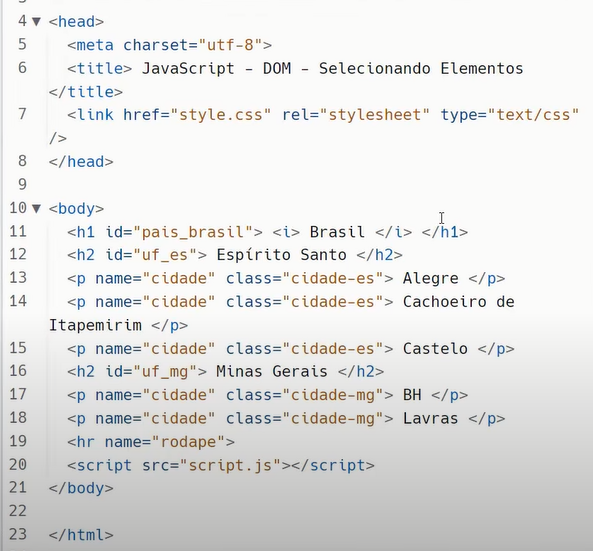 4 ▼ <head>
5 <meta charset="utf-8">
6 <title> JavaScript - DOM - Selecionando Elementos
</title>
7 <link href="style.css" rel="stylesheet" type="text/css"
/>
8 </head>
9
10 ▼ <body>
11 <h1 id="pais_brasil"> <i> Brasil </i> </h1>
12 <h2 id="uf_es"> Espírito Santo </h2>
13 <p name="cidade" class="cidade-es"> Alegre </p>
14 <p name="cidade" class="cidade-es"> Cachoeiro de
Itapemirim </p>
15 <p name="cidade" class="cidade-es"> Castelo </p>
16 <h2 id="uf_mg"> Minas Gerais </h2>
17 <p name="cidade" class="cidade-mg"> BH </p>
18 <p name="cidade" class="cidade-mg"> Lavras </p>
19 <hr name="rodape">
20 <script src="script.js"></script>
21 </body>
22
23 </html>